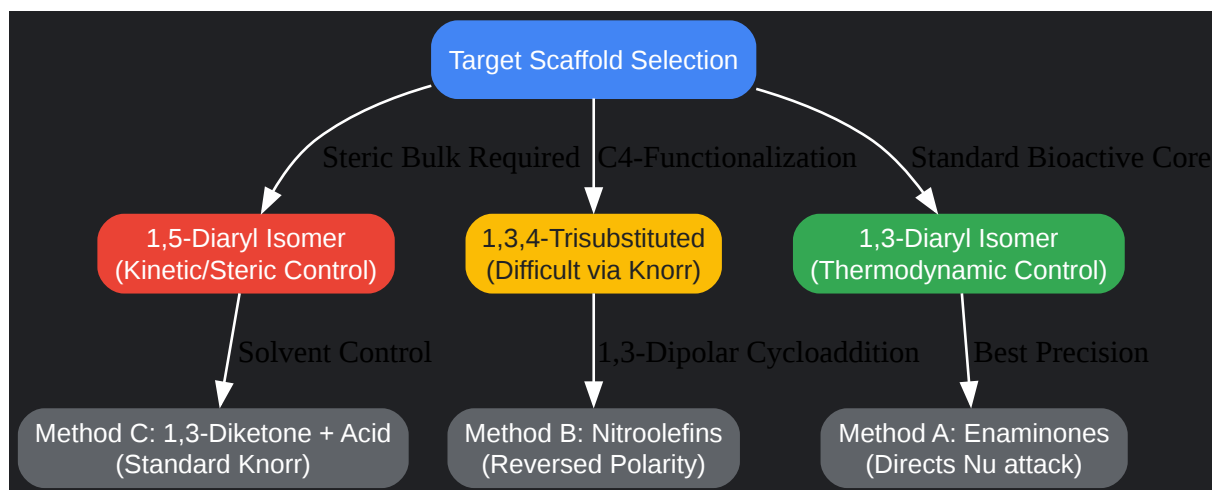 Target Scaffold Selection
Steric Bulk Required
C4-Functionalization
Standard Bioactive Core
1,5-Diaryl Isomer
(Kinetic/Steric Control)
1,3,4-Trisubstituted
(Difficult via Knorr)
1,3-Diaryl Isomer
(Thermodynamic Control)
Solvent Control
1,3-Dipolar Cycloaddition
Best Precision
Method C: 1,3-Diketone + Acid
(Standard Knorr)
Method B: Nitroolefins
(Reversed Polarity)
Method A: Enaminones
(Directs Nu attack)